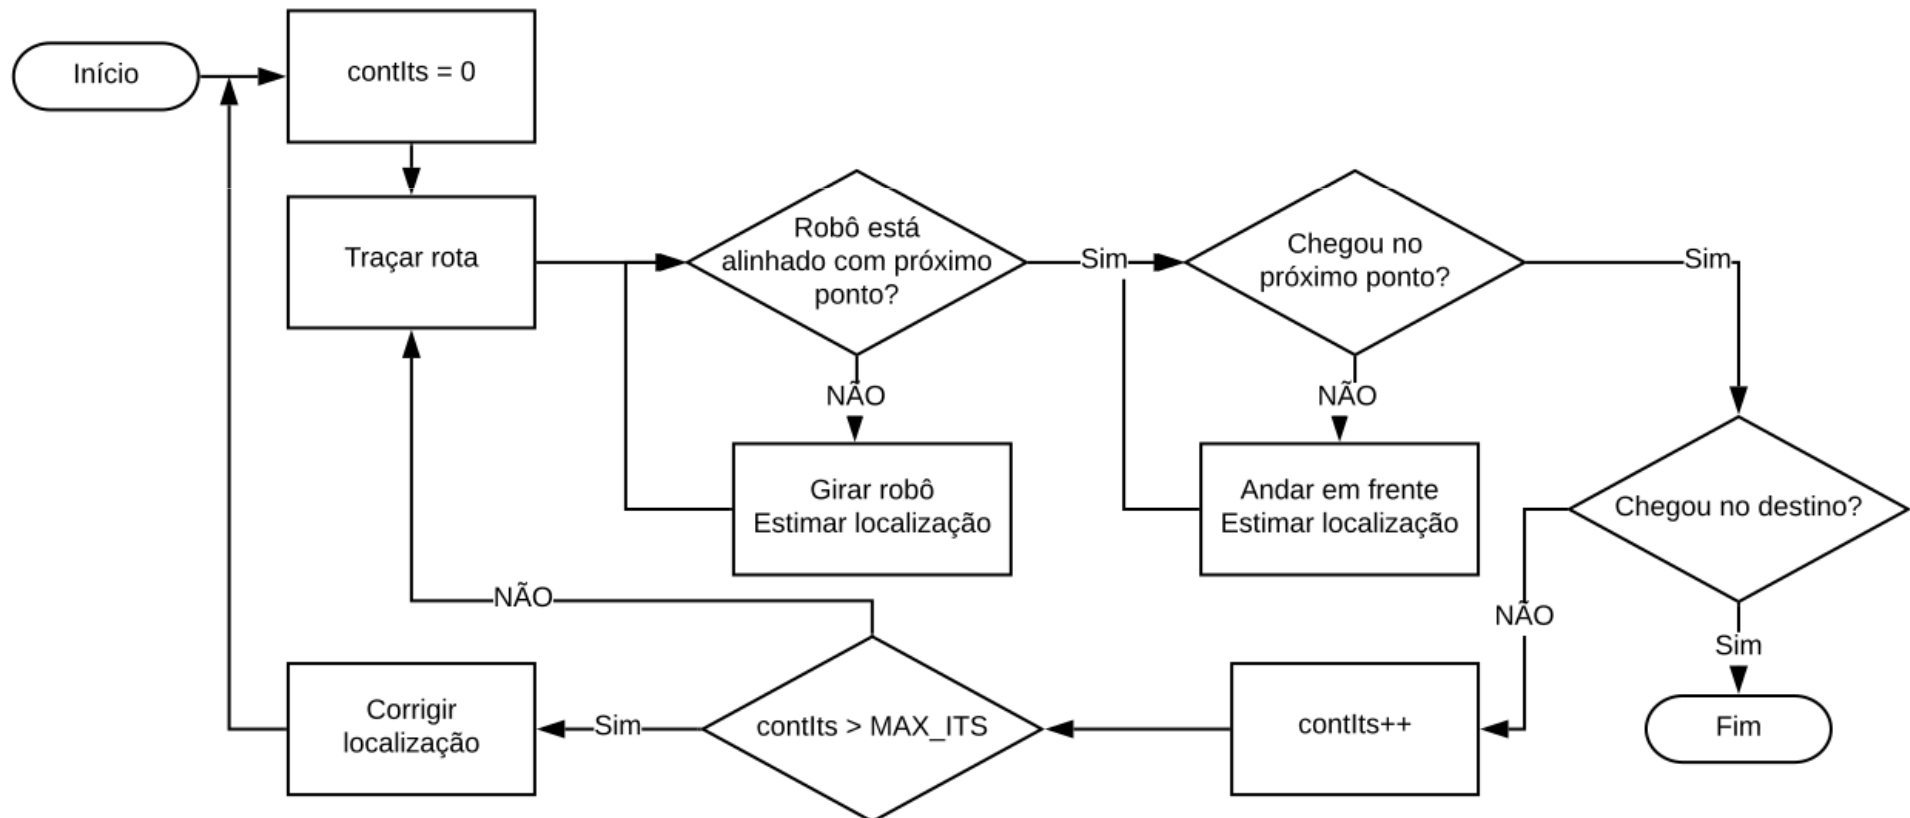 Início
contIts = 0
Traçar rota
Robô está
alinhado com próximo
ponto?
Sim
Chegou no
próximo ponto?
Sim
NÃO
NÃO
Girar robô
Estimar localização
Andar em frente
Estimar localização
Chegou no destino?
NÃO
NÃO
Sim
Corrigir
localização
Sim
contIts > MAX_ITS
contIts++
Fim